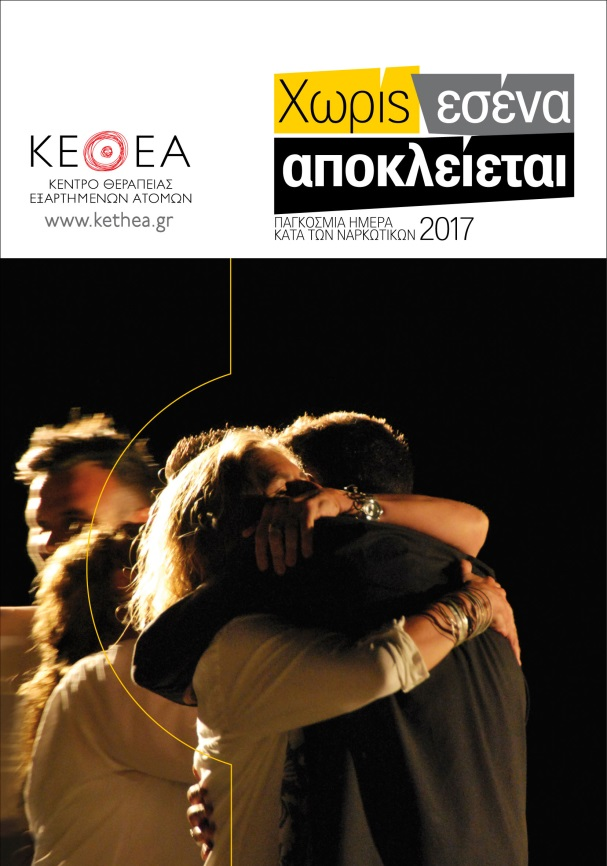 Χωρίς εσένα
αποκλείεται
ΠΑΓΚΟΣΜΙΑ ΗΜΕΡΑ
ΚΑΤΑ ΤΩΝ ΝΑΡΚΩΤΙΚΩΝ 2017
ΚΕΘΕΑ
ΚΕΝΤΡΟ ΘΕΡΑΠΕΙΑΣ
ΕΞΑΡΤΗΜΕΝΩΝ ΑΤΟΜΩΝ
www.kethea.gr